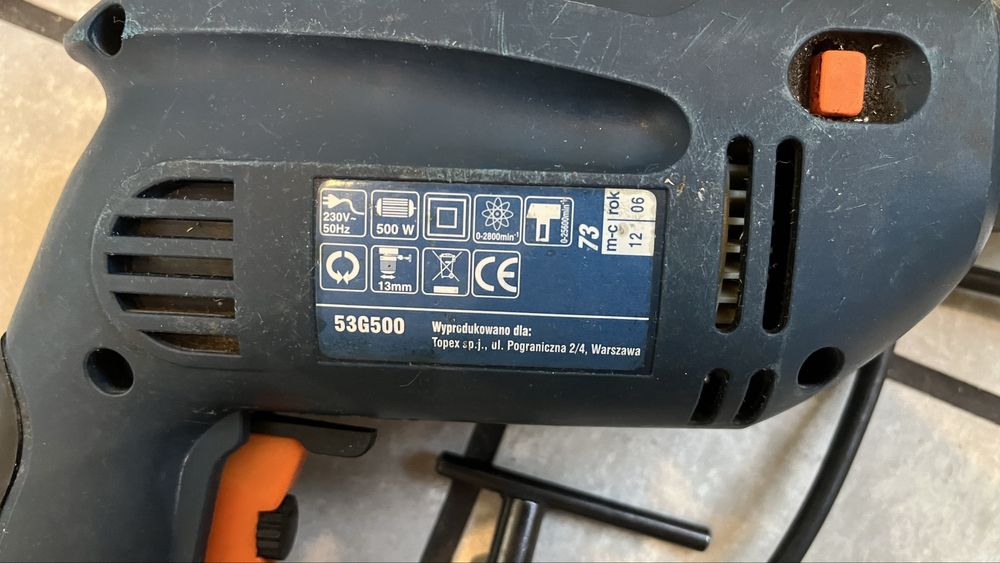 230V~
50Hz
500 W
0-2800min⁻¹
0-25600min⁻¹
73
m-c rok
12 06
13mm
CE
53G500
Wyprodukowano dla:
Topex sp.j., ul. Pograniczna 2/4, Warszawa